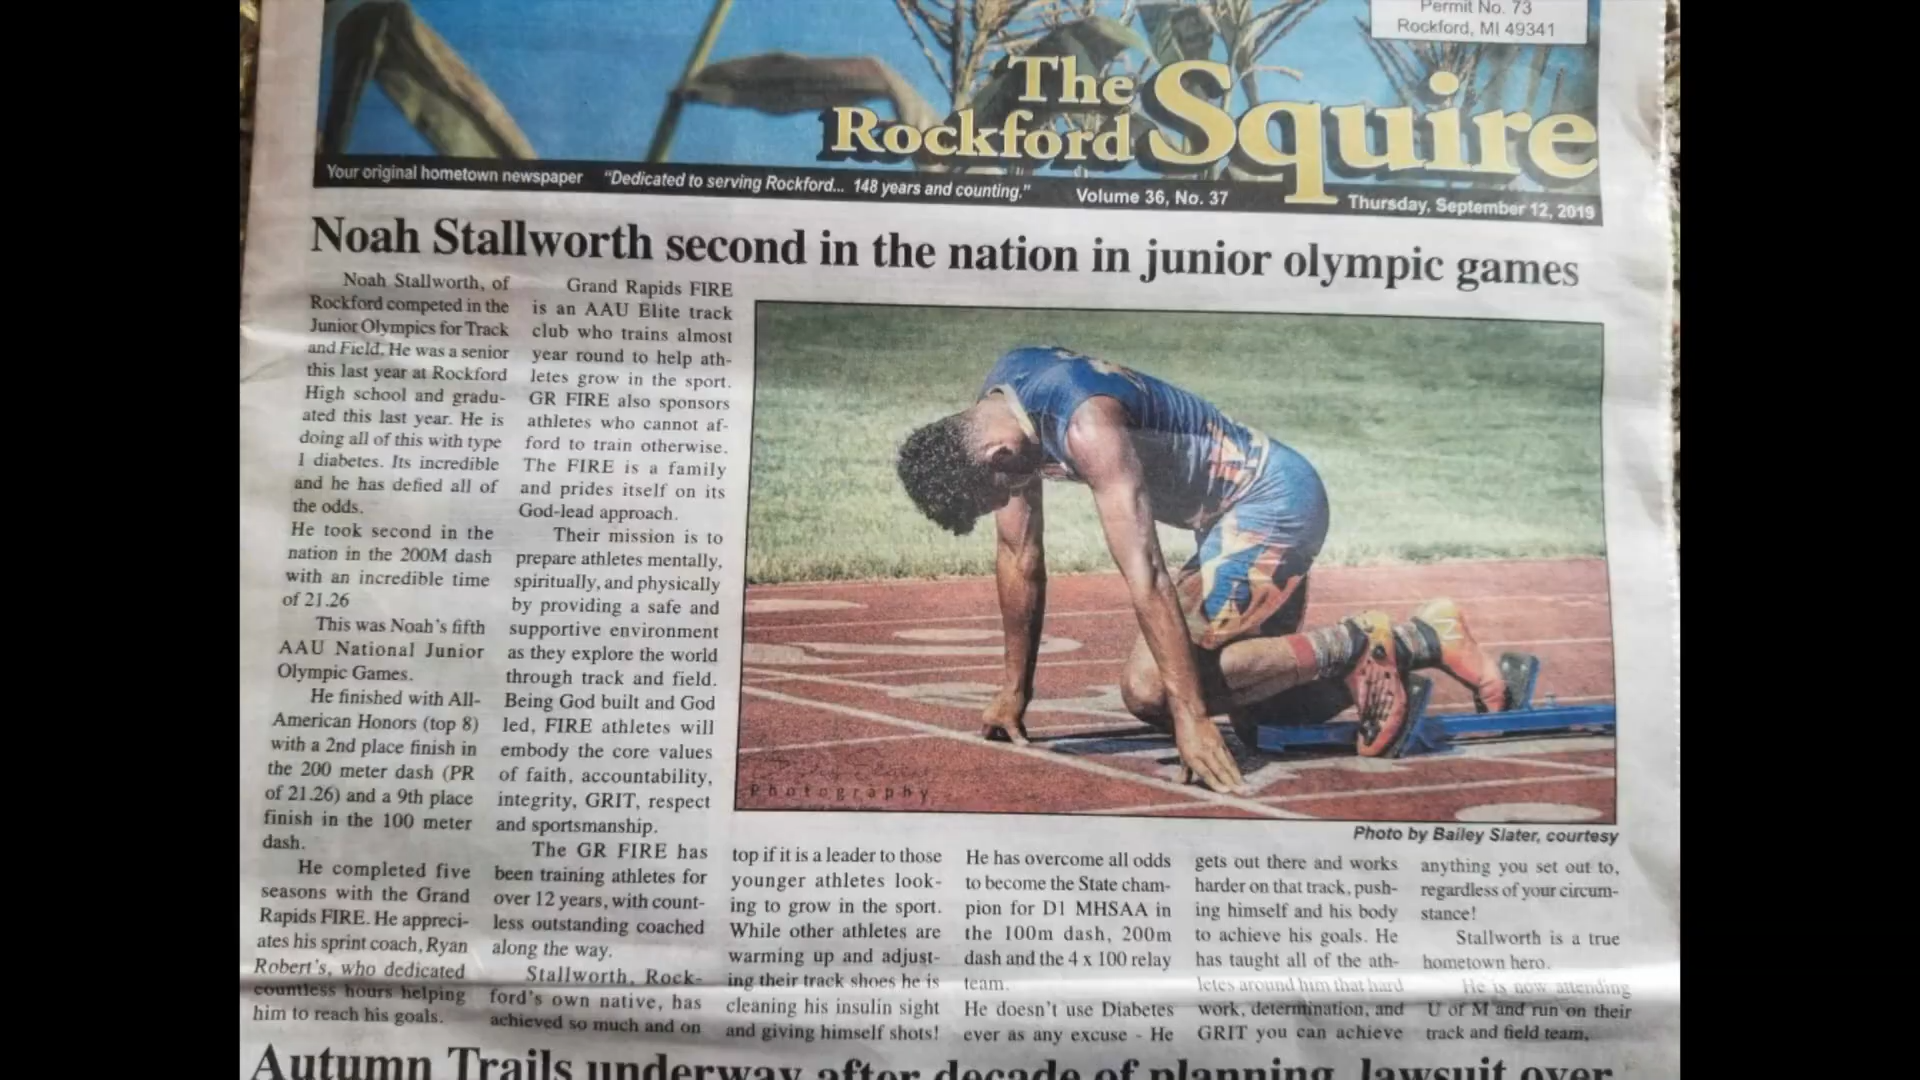 Permit No. 73
Rockford, MI 49341
The
Rockford
Squire
Your original hometown newspaper "Dedicated to serving Rockford... 148 years and counting." Volume 36, No. 37 Thursday, September 12, 2019
Noah Stallworth second in the nation in junior olympic games
Noah Stallworth, of
Rockford competed in the
Junior Olympics for Track
and Field. He was a senior
this last year at Rockford
High school and gradu-
ated this last year. He is
doing all of this with type
1 diabetes. Its incredible
and he has defied all of
the odds.
He took second in the
nation in the 200M dash
with an incredible time
of 21.26
This was Noah's fifth
AAU National Junior
Olympic Games.
He finished with All-
American Honors (top 8)
with a 2nd place finish in
the 200 meter dash (PR
of 21.26) and a 9th place
finish in the 100 meter
dash.
He completed five
seasons with the Grand
Rapids FIRE. He appreci-
ates his sprint coach, Ryan
Robert's, who dedicated
countless hours helping
him to reach his goals.
Grand Rapids FIRE
is an AAU Elite track
club who trains almost
year round to help ath-
letes grow in the sport.
GR FIRE also sponsors
athletes who cannot af-
ford to train otherwise.
The FIRE is a family
and prides itself on its
God-lead approach.
Their mission is to
prepare athletes mentally,
spiritually, and physically
by providing a safe and
supportive environment
as they explore the world
through track and field.
Being God built and God
led, FIRE athletes will
embody the core values
of faith, accountability,
integrity, GRIT, respect
and sportsmanship.
The GR FIRE has
been training athletes for
over 12 years, with count-
less outstanding coached
along the way.
Stallworth, Rock-
ford's own native, has
achieved so much and on
Photography
Photo by Bailey Slater, courtesy
top if it is a leader to those
younger athletes look-
ing to grow in the sport.
While other athletes are
warming up and adjust-
ing their track shoes he is
cleaning his insulin sight
and giving himself shots!
He has overcome all odds
to become the State cham-
pion for D1 MHSAA in
the 100m dash, 200m
dash and the 4 x 100 relay
team.
He doesn't use Diabetes
ever as any excuse - He
gets out there and works
harder on that track, push-
ing himself and his body
to achieve his goals. He
has taught all of the ath-
letes around him that hard
work, determination, and
GRIT you can achieve
anything you set out to,
regardless of your circum-
stance!
Stallworth is a true
hometown hero.
He is now attending
U of M and run on their
track and field team.
Autumn Trails underway after decade of planning, lawsuit over